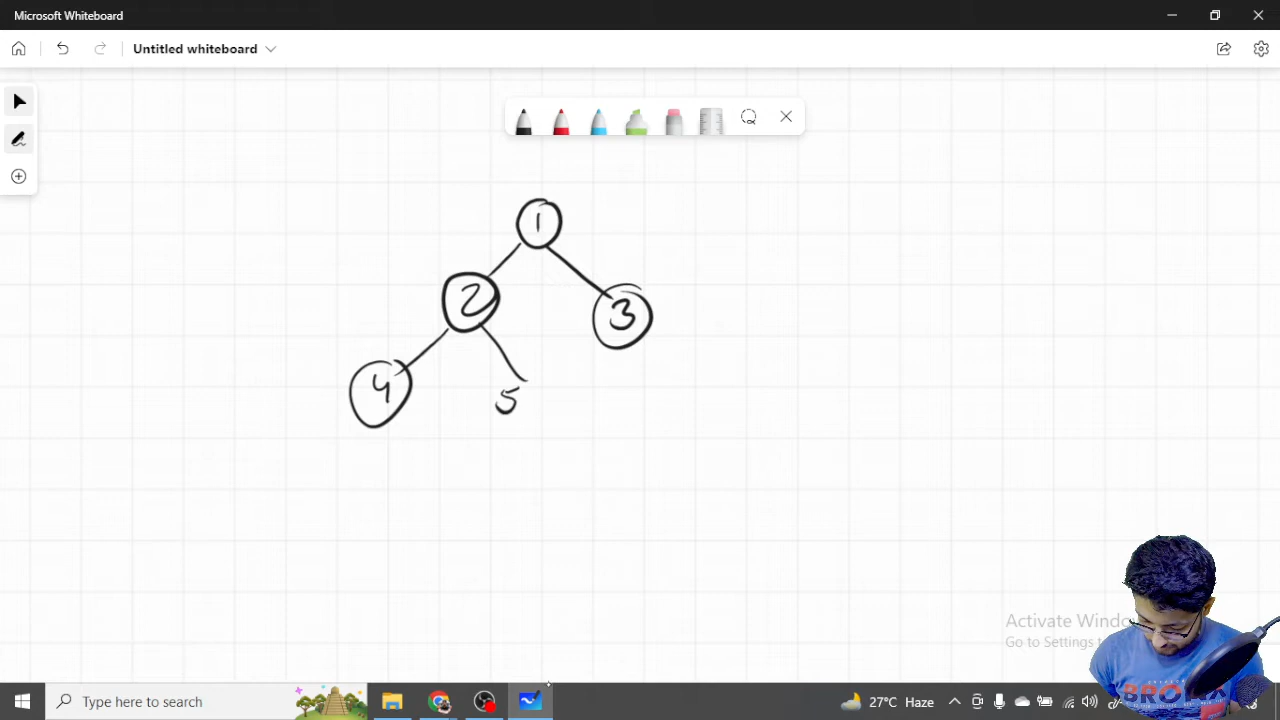 Microsoft Whiteboard
Untitled whiteboard
1
2
3
4
5
Activate Windo
Go to Settings t
BRO
Type here to search
27°C Haze